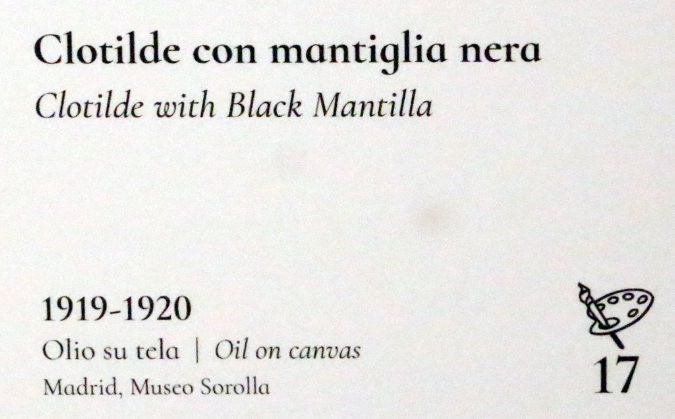 Clotilde con mantiglia nera
Clotilde with Black Mantilla
1919-1920
Olio su tela | Oil on canvas
Madrid, Museo Sorolla
17